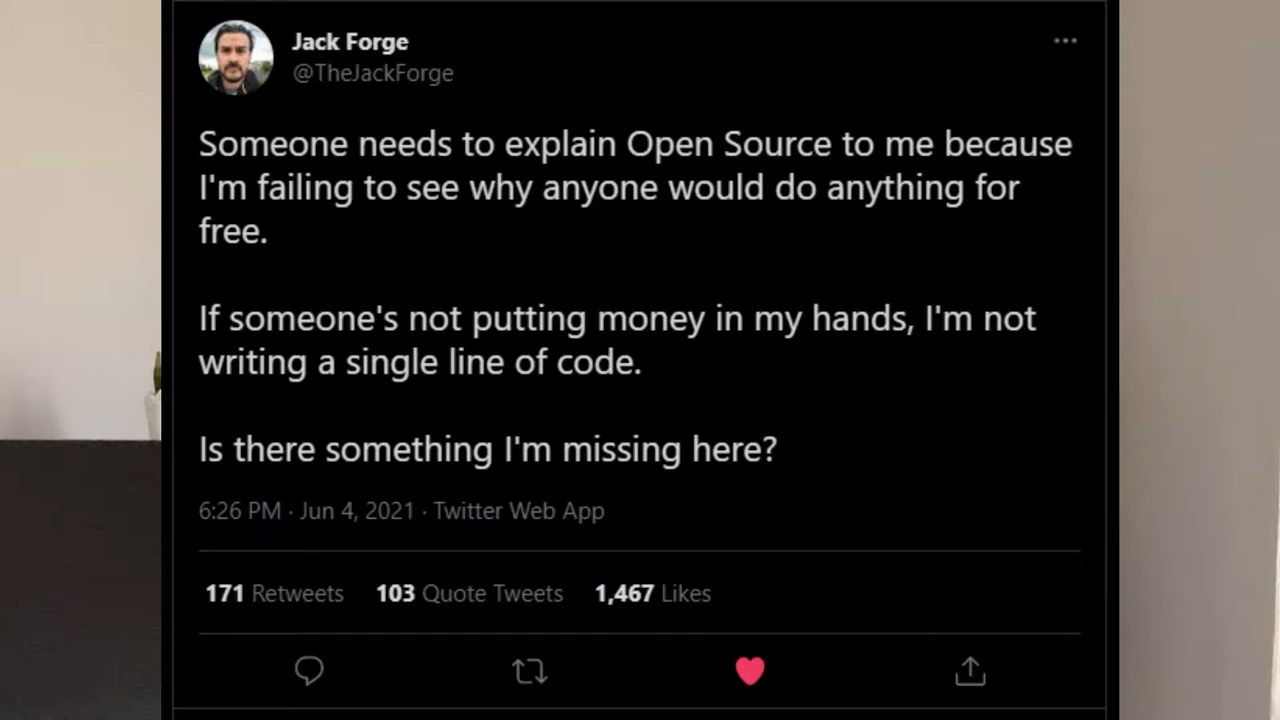 Jack Forge
@TheJackForge
Someone needs to explain Open Source to me because
I'm failing to see why anyone would do anything for
free.
If someone's not putting money in my hands, I'm not
writing a single line of code.
Is there something I'm missing here?
6:26 PM · Jun 4, 2021 · Twitter Web App
171 Retweets 103 Quote Tweets 1,467 Likes